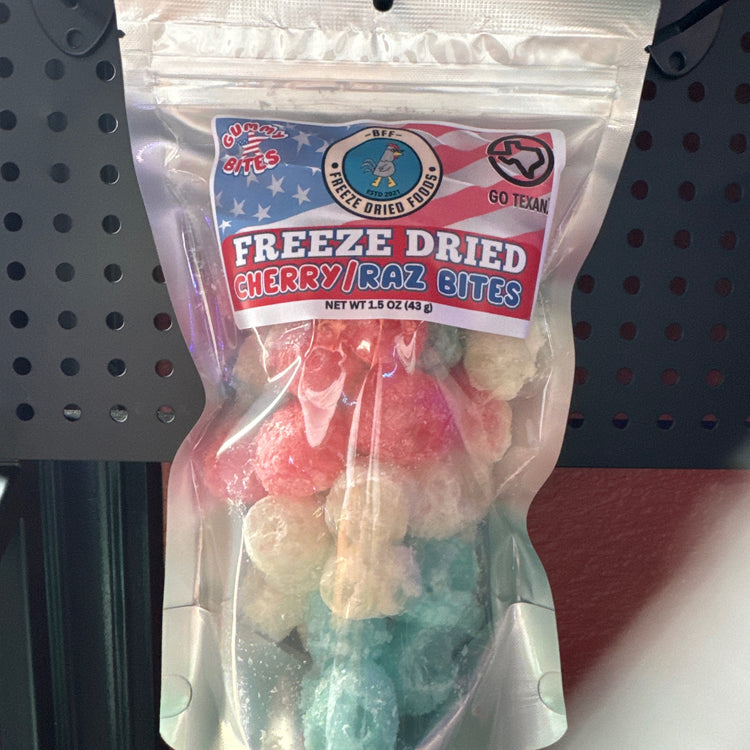 GUMMY
BITES
-BFF-
ESTD 2021
• FREEZE DRIED FOODS •
GO TEXAN.
FREEZE DRIED
CHERRY/RAZ BITES
NET WT 1.5 OZ (43 g)